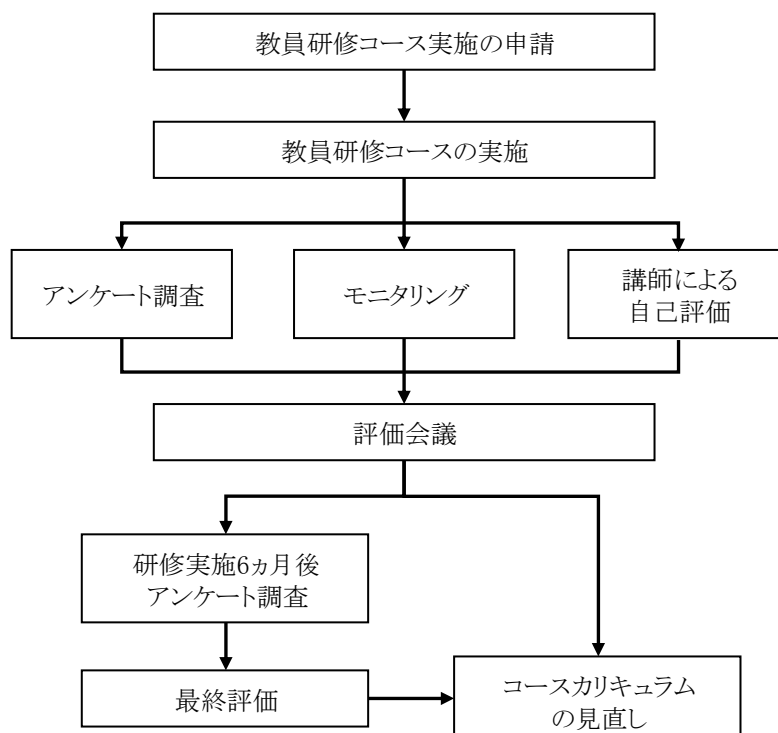 教員研修コース実施の申請
教員研修コースの実施
アンケート調査
モニタリング
講師による
自己評価
評価会議
研修実施6ヵ月後
アンケート調査
最終評価
コースカリキュラム
の見直し